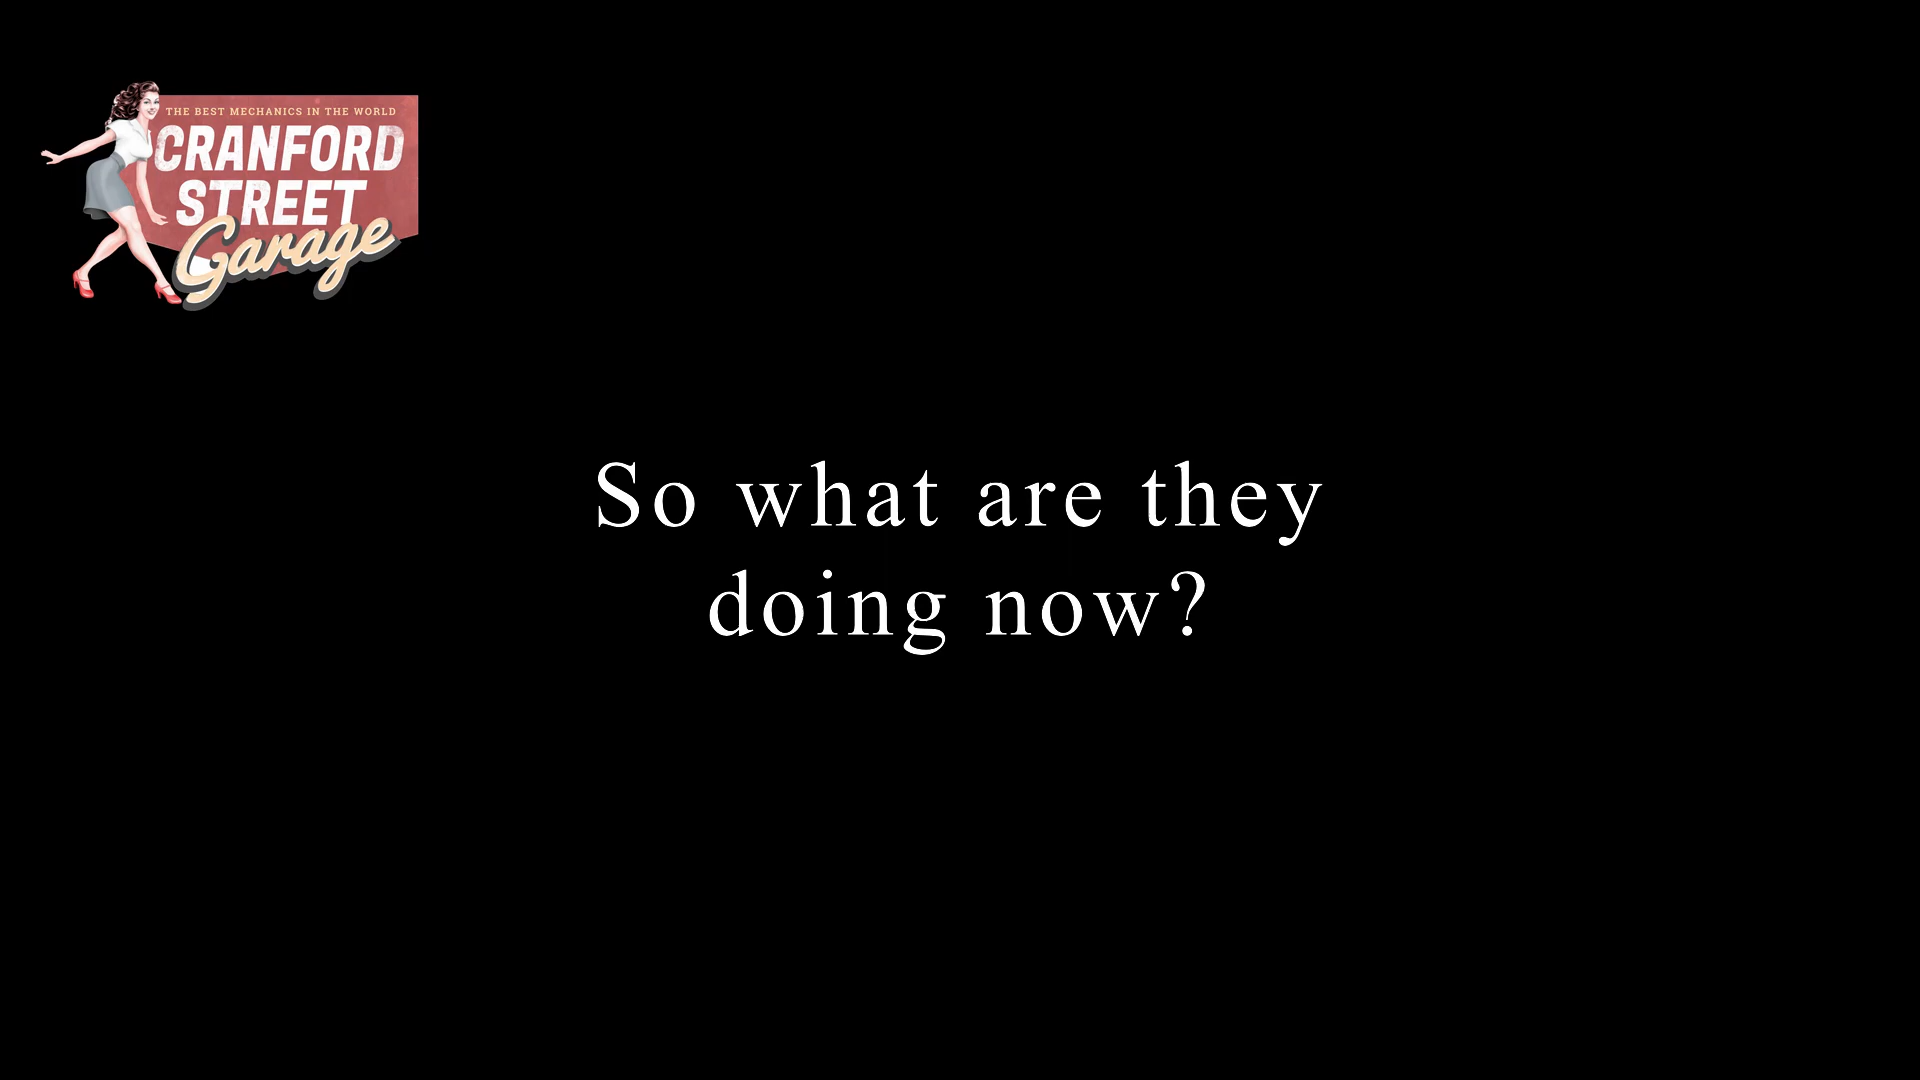 THE BEST MECHANICS IN THE WORLD
CRANFORD
STREET
Garage
So what are they
doing now?